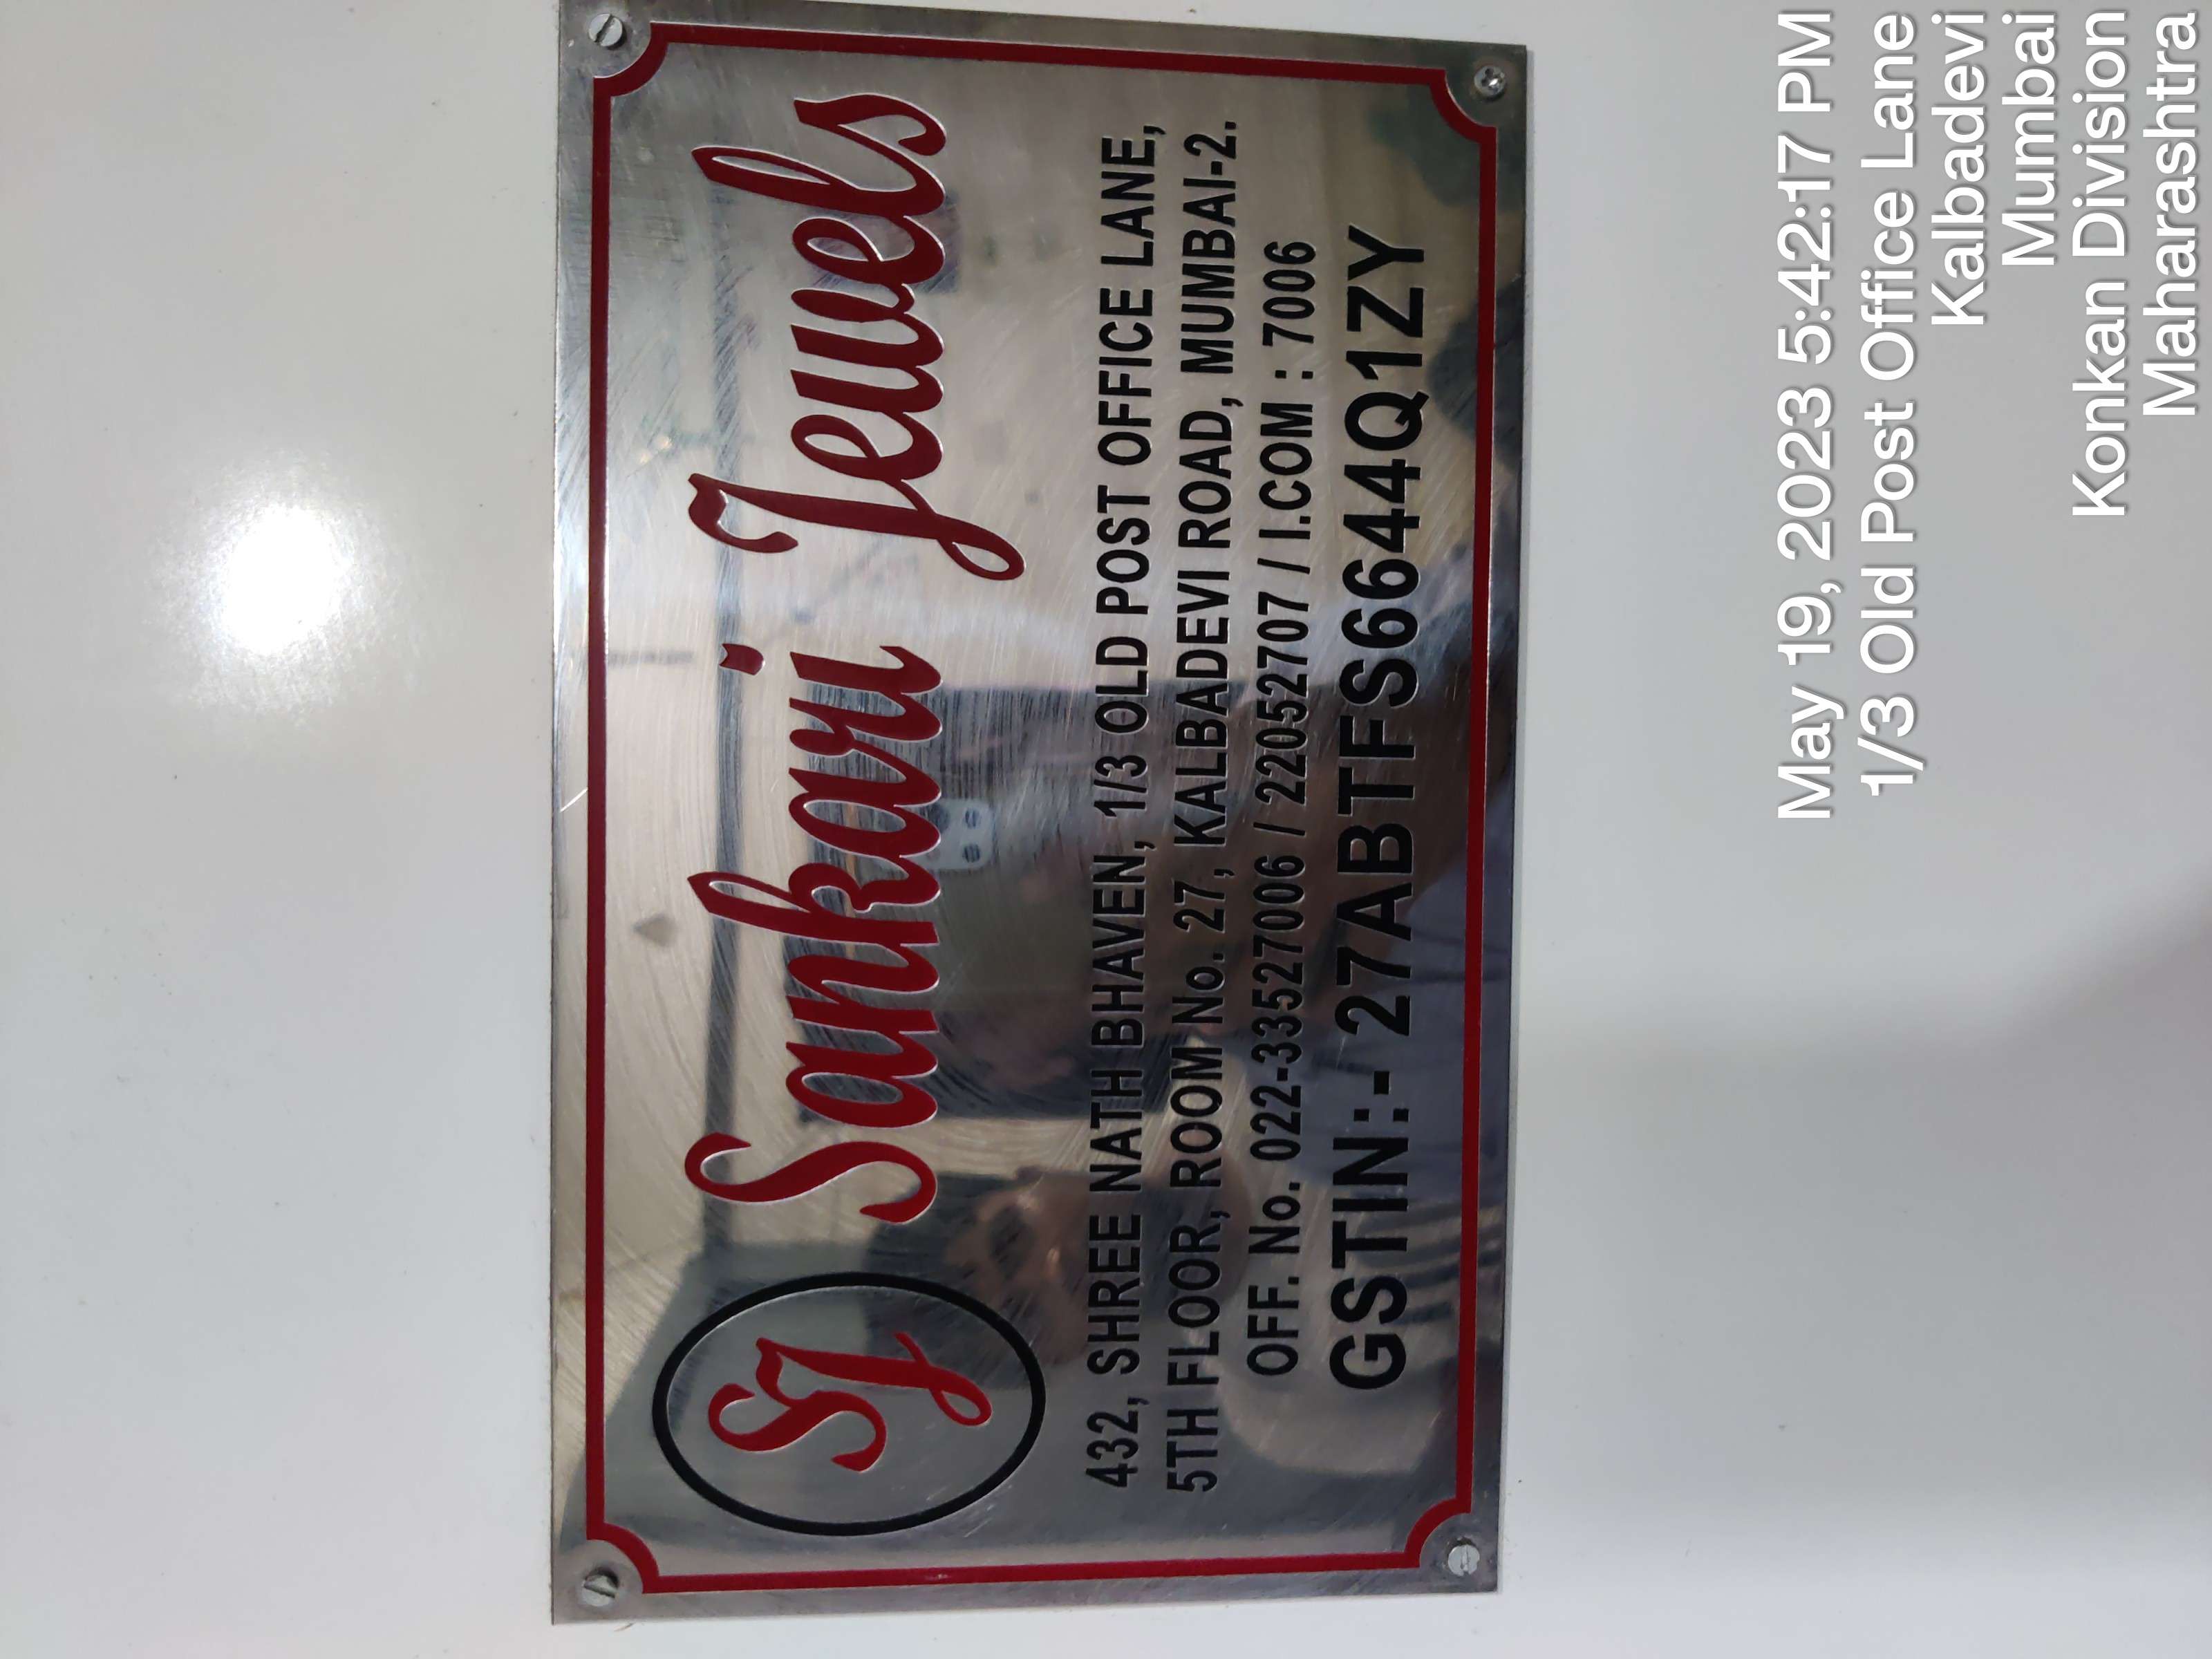 SJ Sankari Jewels
432, SHREE NATH BHAVEN, 1/3 OLD POST OFFICE LANE,
5TH FLOOR, ROOM No. 27, KALBADEVI ROAD, MUMBAI-2.
OFF. No. 022-33527006 / 22052707 / I.COM : 7006
GSTIN:- 27ABTFS6644Q1ZY
May 19, 2023 5:42:17 PM
1/3 Old Post Office Lane
Kalbadevi
Mumbai
Konkan Division
Maharashtra